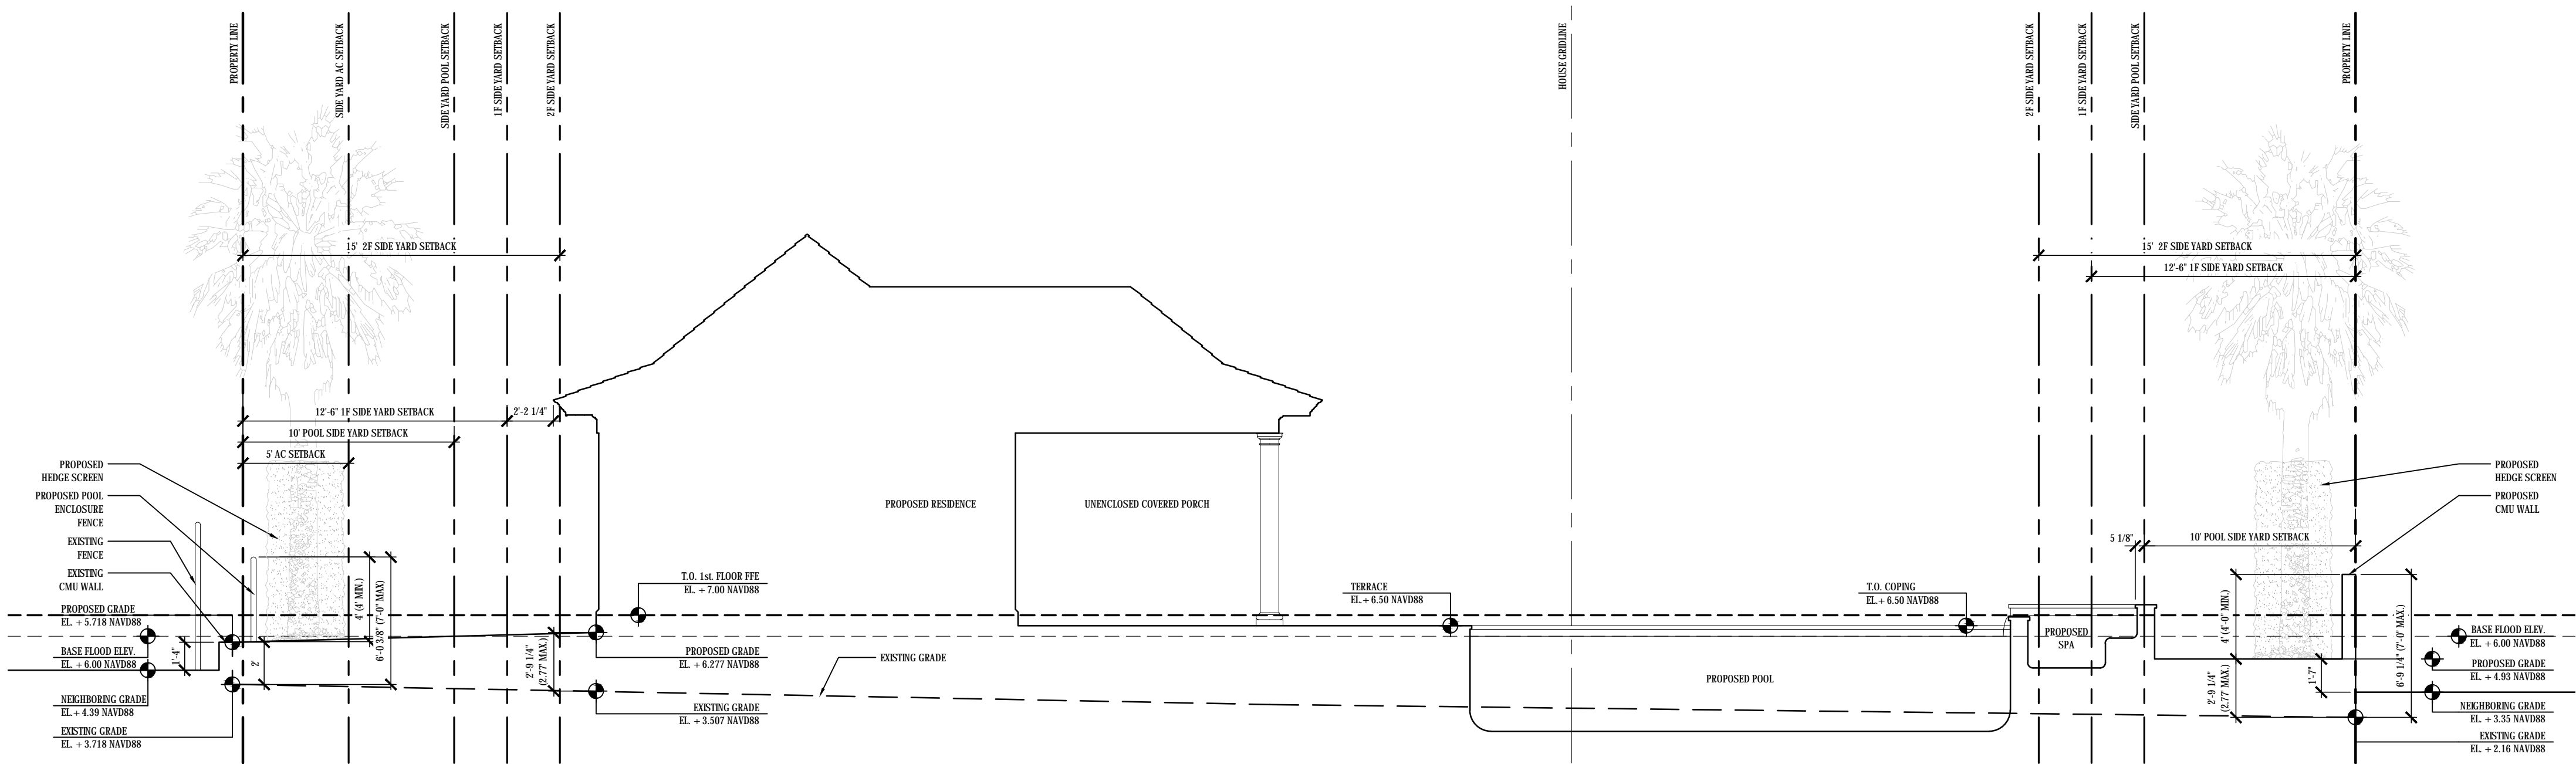 PROPERTY LINE
SIDE YARD AC SETBACK
SIDE YARD POOL SETBACK
1F SIDE YARD SETBACK
2F SIDE YARD SETBACK
HOUSE GRIDLINE
2F SIDE YARD SETBACK
1F SIDE YARD SETBACK
SIDE YARD POOL SETBACK
PROPERTY LINE
15' 2F SIDE YARD SETBACK
15' 2F SIDE YARD SETBACK
12'-6" 1F SIDE YARD SETBACK
12'-6" 1F SIDE YARD SETBACK
2'-2 1/4"
10' POOL SIDE YARD SETBACK
5' AC SETBACK
PROPOSED
HEDGE SCREEN
PROPOSED POOL
ENCLOSURE
FENCE
EXISTING
FENCE
EXISTING
CMU WALL
PROPOSED GRADE
EL. + 5.718 NAVD88
BASE FLOOD ELEV.
EL. + 6.00 NAVD88
NEIGHBORING GRADE
EL. + 4.39 NAVD88
EXISTING GRADE
EL. + 3.718 NAVD88
1'-4"
2'
4' (4' MIN.)
6'-0 3/8" (7'-0" MAX)
2'-9 1/4"
(2.77' MAX.)
PROPOSED RESIDENCE
UNENCLOSED COVERED PORCH
T.O. 1st. FLOOR FFE
EL. + 7.00 NAVD88
PROPOSED GRADE
EL. + 6.277 NAVD88
EXISTING GRADE
EL. + 3.507 NAVD88
EXISTING GRADE
TERRACE
EL.+ 6.50 NAVD88
T.O. COPING
EL.+ 6.50 NAVD88
PROPOSED POOL
PROPOSED
SPA
5 1/8"
10' POOL SIDE YARD SETBACK
4' (4'-0" MIN.)
2'-9 1/4"
(2.77' MAX.)
1'-7"
6'-9 1/4" (7'-0" MAX.)
PROPOSED
HEDGE SCREEN
PROPOSED
CMU WALL
BASE FLOOD ELEV.
EL. + 6.00 NAVD88
PROPOSED GRADE
EL. + 4.93 NAVD88
NEIGHBORING GRADE
EL. + 3.35 NAVD88
EXISTING GRADE
EL. + 2.16 NAVD88